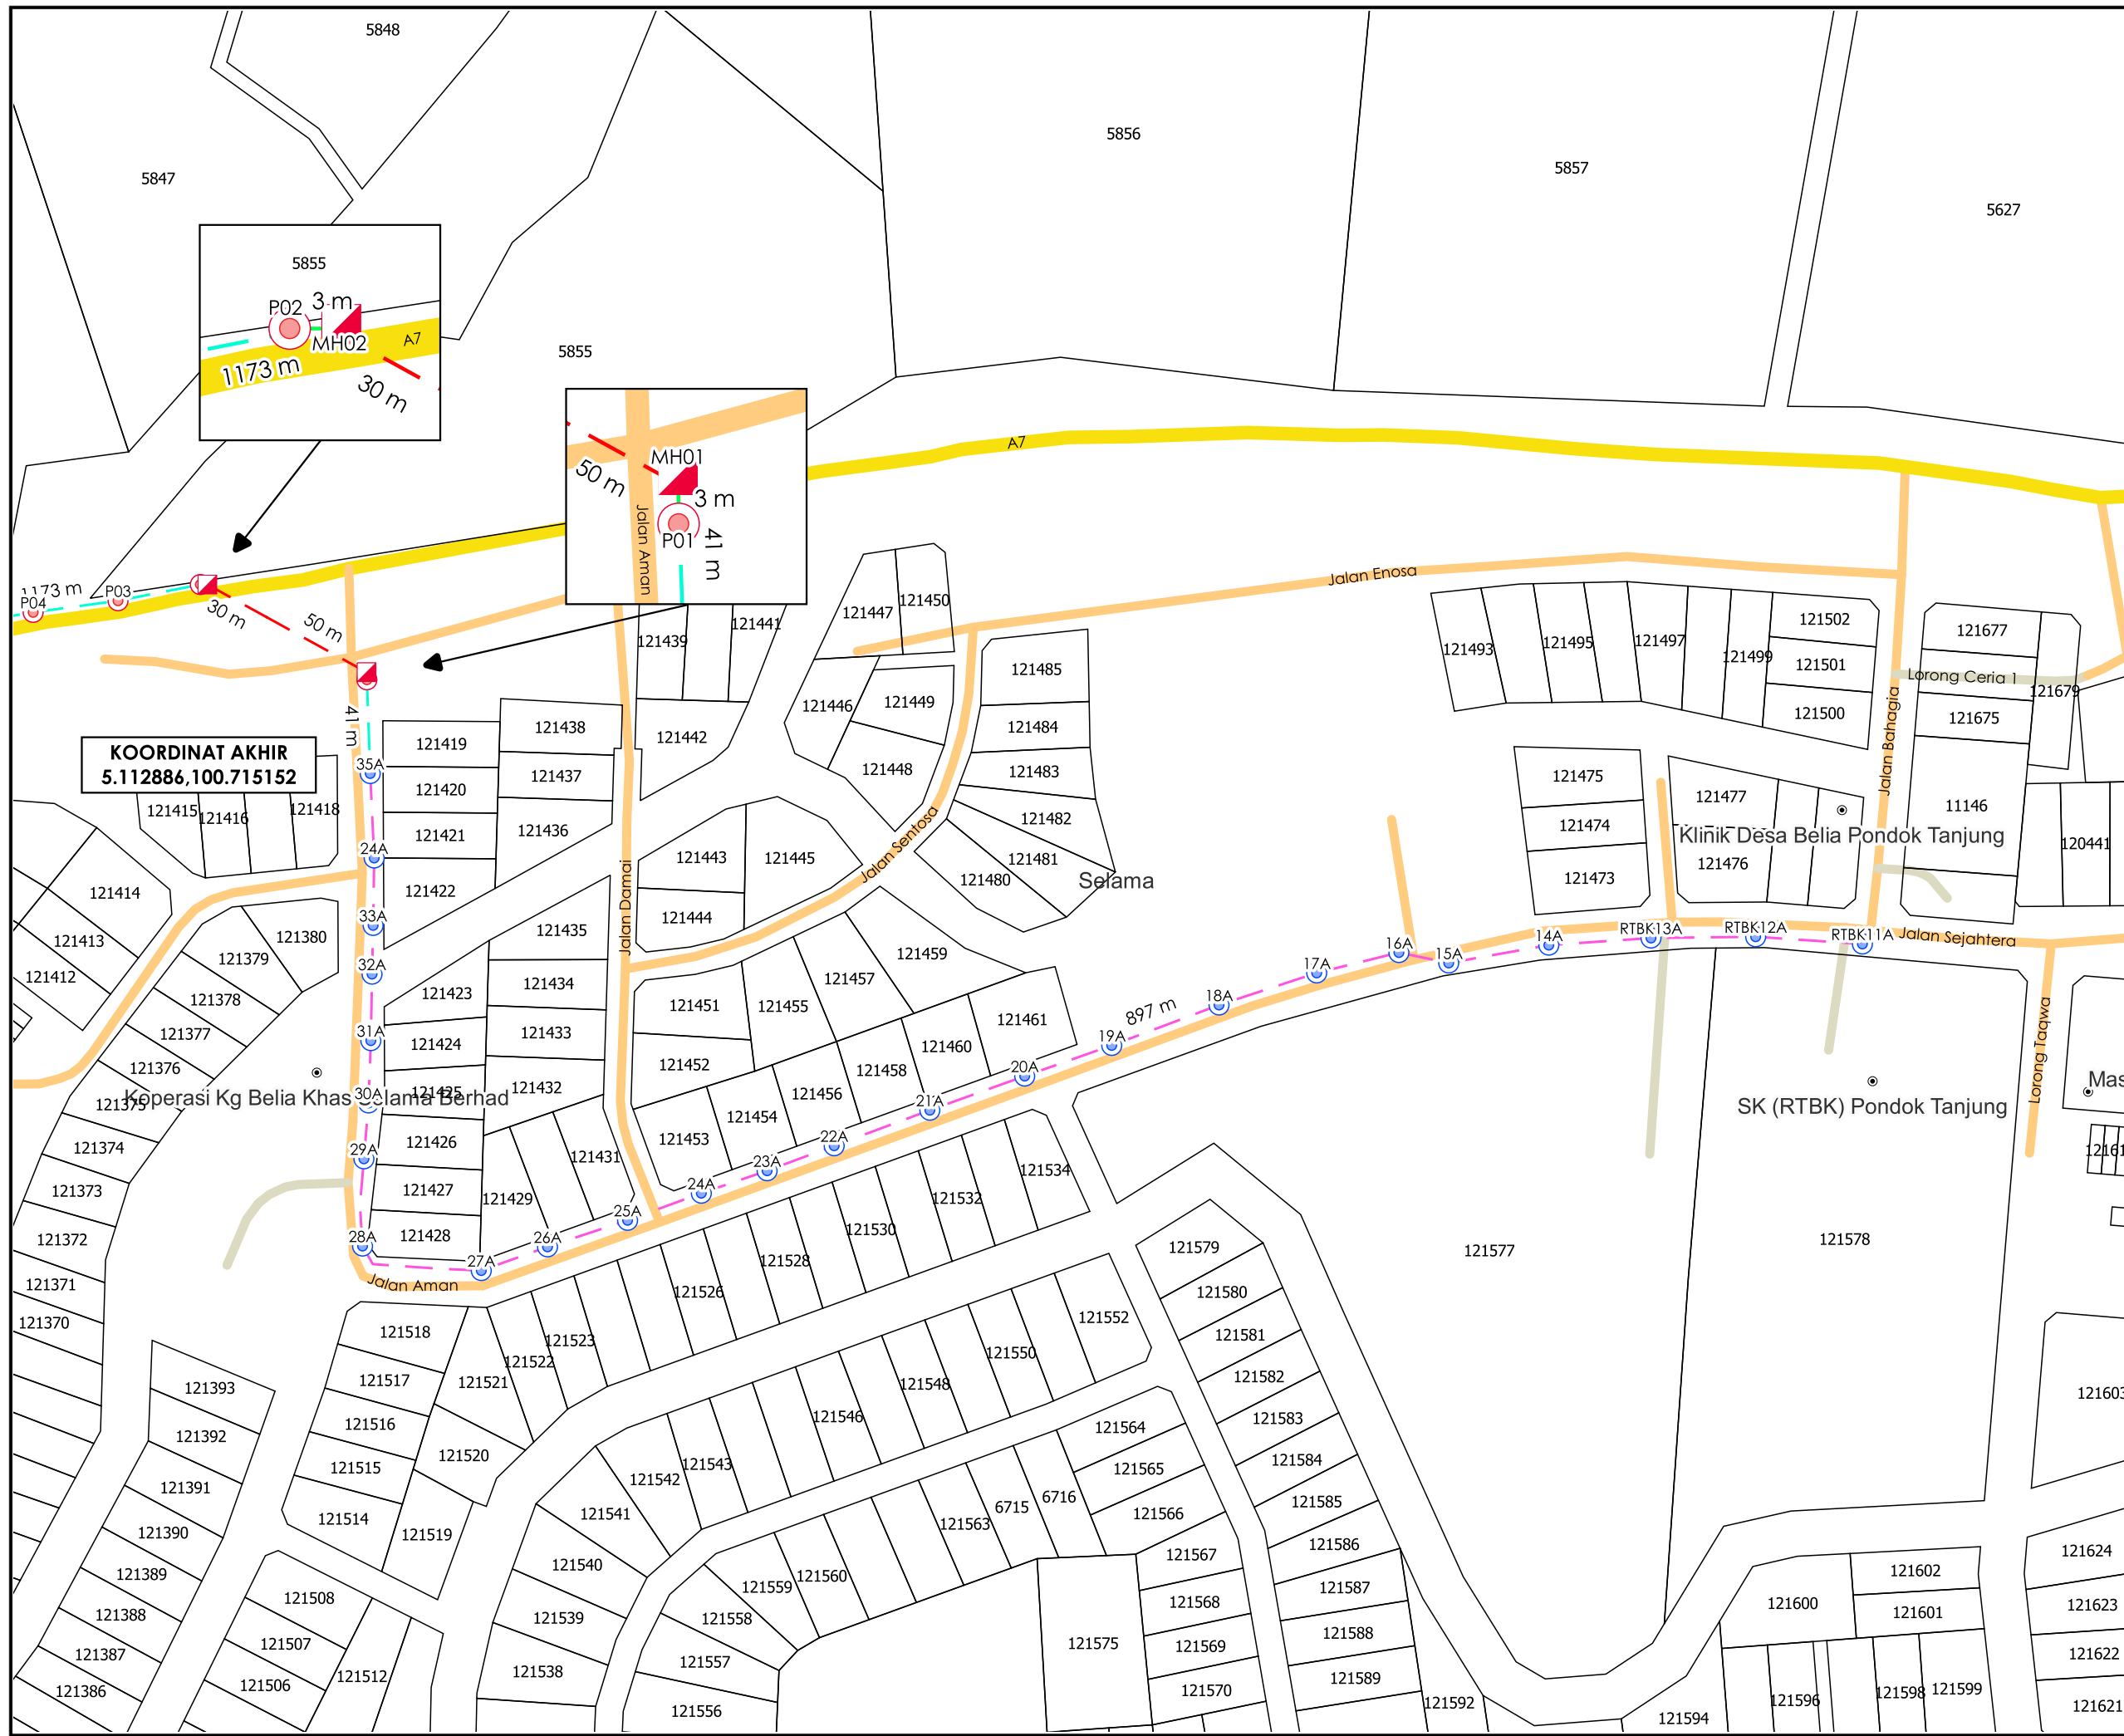 5848
5856
5857
5847
5627
5855
P02
3 m
MH02
A7
1173 m
30 m
5855
A7
MH01
50 m
3 m
Jalan Aman
P01
41 m
1173 m
P03
P04
30 m
50 m
41 m
Jalan Enosa
121447
121450
121439
121441
121502
121677
121493
121495
121497
121499
121501
Lorong Ceria 1
121679
121500
121675
121485
121446
121449
121484
121442
121448
121483
121438
121419
121437
KOORDINAT AKHIR
5.112886,100.715152
35A
121420
121436
121415
121416
121418
121421
24A
121422
121475
121477
Jalan Bahagia
11146
121474
Klinik Desa Belia Pondok Tanjung
121476
120441
121473
121482
121481
121480
Selama
121443
121445
Jalan Sentosa
121444
Jalan Damai
121414
121413
121412
121380
121379
121378
121377
121376
121375
Koperasi Kg Belia Khas Selama Berhad
33A
32A
31A
30A
29A
28A
121435
121434
121423
121433
121424
121425
121432
121426
121431
121427
121429
121428
121459
121457
121451
121455
121461
121452
121460
121458
121456
121454
121453
16A
15A
14A
RTBK13A
RTBK12A
RTBK11A
Jalan Sejahtera
17A
18A
897 m
19A
20A
21A
22A
23A
24A
25A
26A
27A
Jalan Aman
Lorong Taqwa
SK (RTBK) Pondok Tanjung
Mas
121374
121373
121372
121371
121370
121534
121532
121530
121528
121526
121523
121522
121521
121520
121518
121517
121516
121515
121514
121519
121577
121578
121579
121580
121581
121582
121583
121584
121585
121586
121587
121588
121589
121592
121594
121552
121550
121548
121546
121543
121542
121541
121540
121539
121538
121564
121565
121566
6716
6715
121563
121560
121559
121558
121557
121556
121575
121567
121568
121569
121570
121393
121392
121391
121390
121389
121388
121387
121386
121508
121507
121506
121512
121603
121602
121600
121601
121596
121598
121599
121624
121623
121622
121621